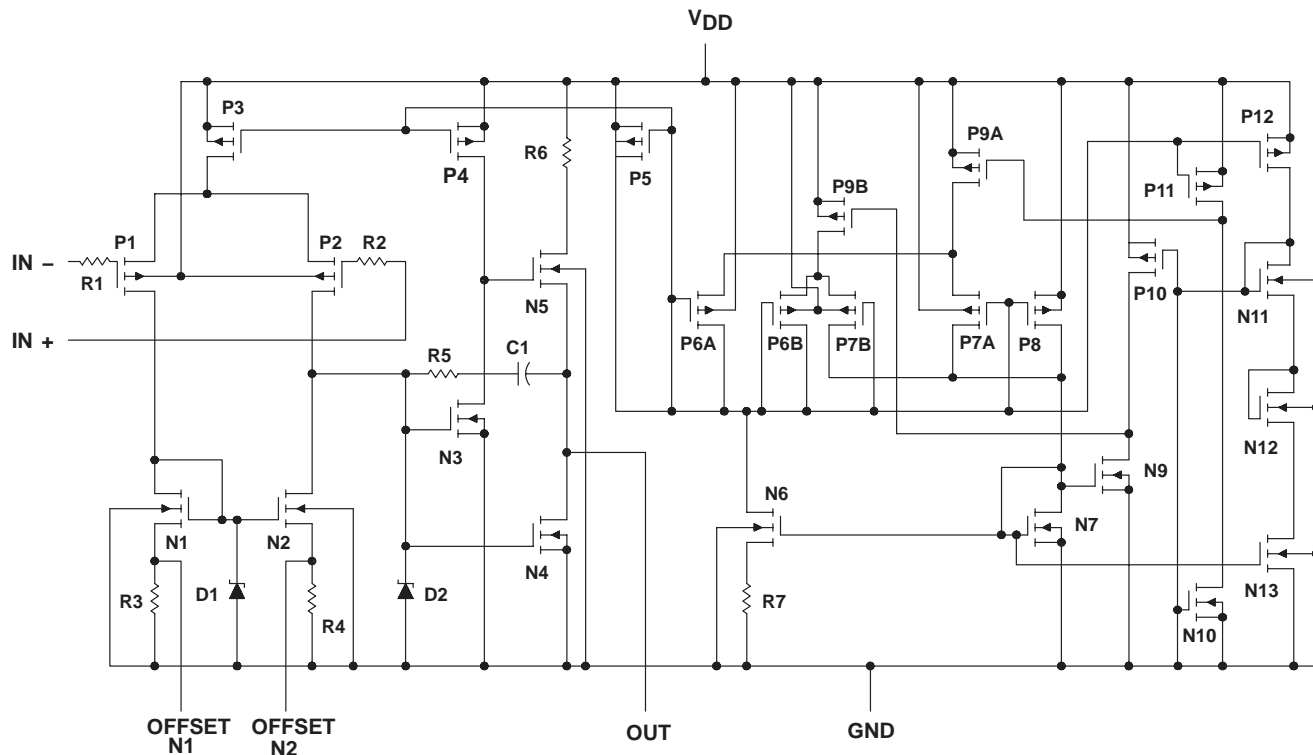 VDD
P3
P12
P9A
R6
P4
P5
P11
P9B
P1
P2
R2
IN −
R1
N5
P10
N11
IN +
P6A
P6B
P7B
P7A
P8
R5
C1
N3
N12
N9
N6
N7
N1
N2
N4
N13
R3
D1
R4
D2
R7
N10
OFFSET
N1
OFFSET
N2
OUT
GND